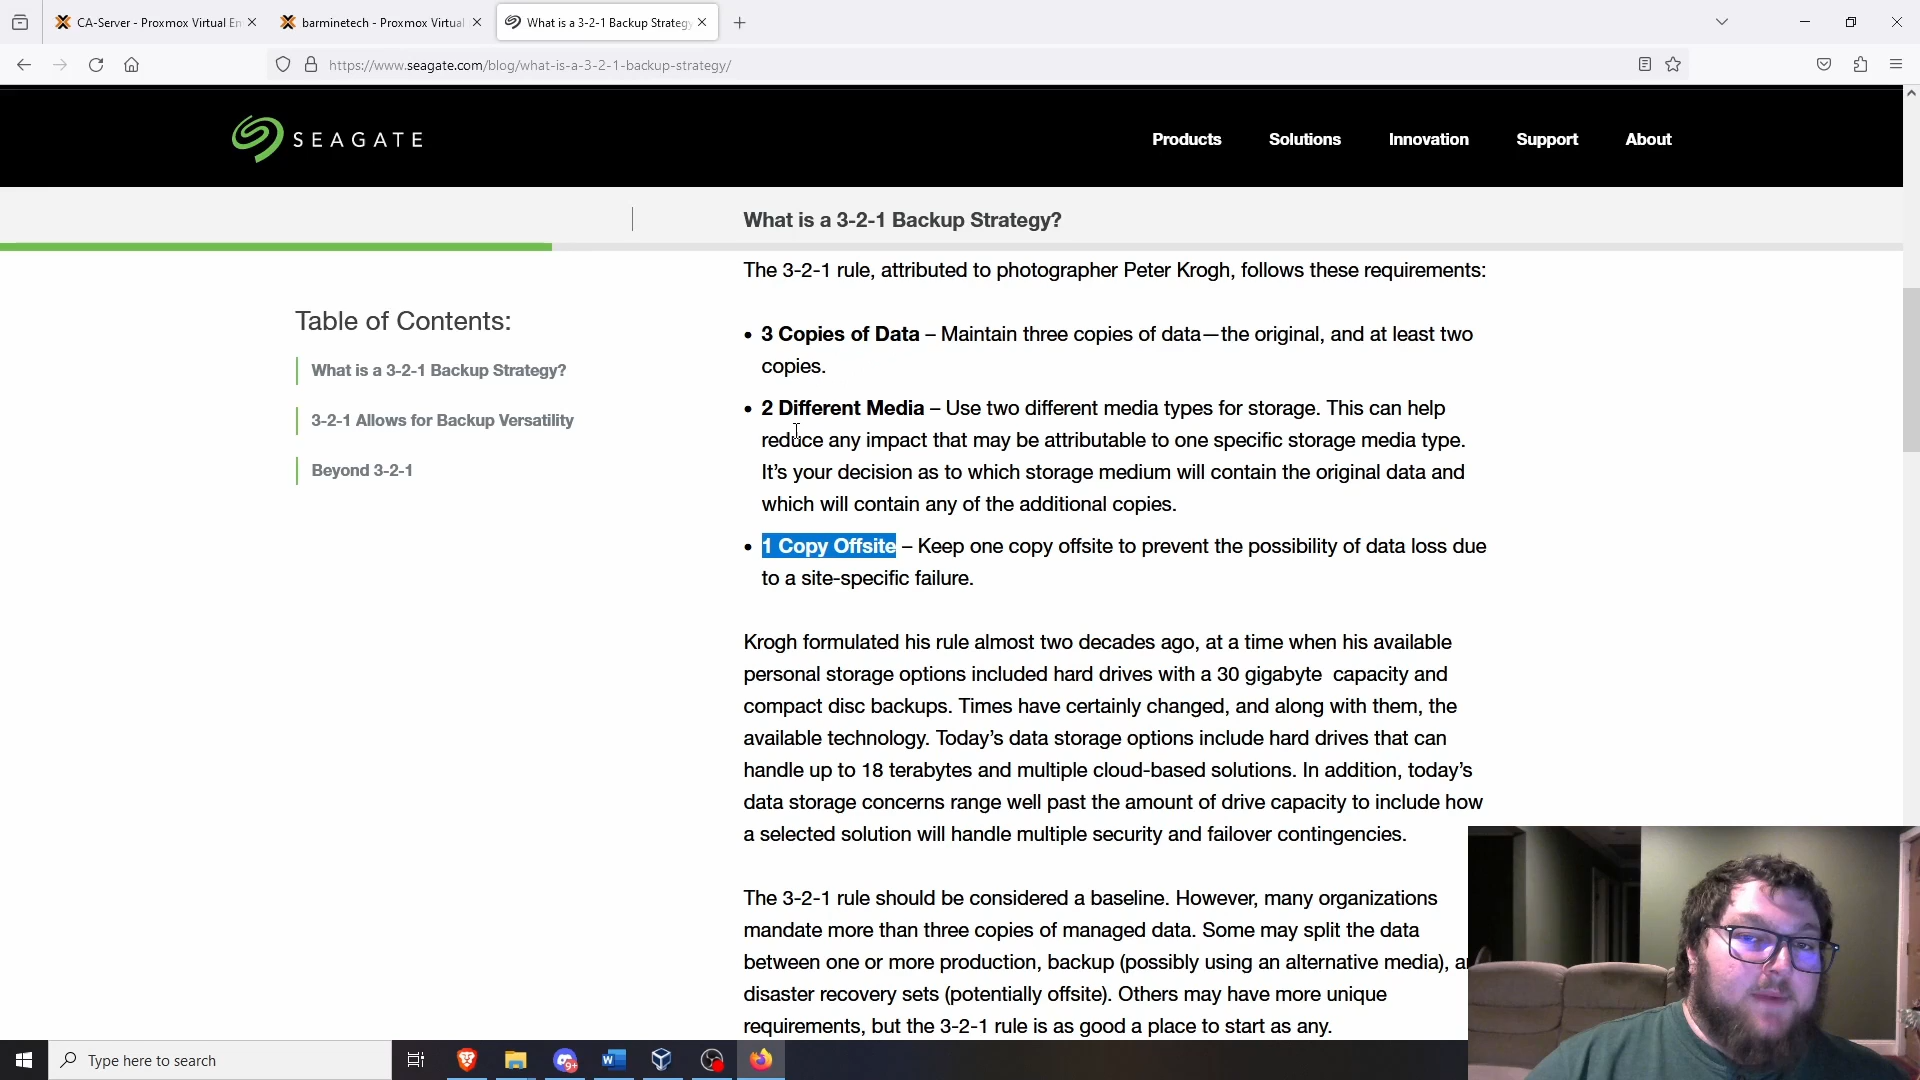 CA-Server - Proxmox Virtual En
barminetech - Proxmox Virtual
What is a 3-2-1 Backup Strategy
https://www.seagate.com/blog/what-is-a-3-2-1-backup-strategy/
SEAGATE
Products
Solutions
Innovation
Support
About
What is a 3-2-1 Backup Strategy?
Table of Contents:
What is a 3-2-1 Backup Strategy?
3-2-1 Allows for Backup Versatility
Beyond 3-2-1
The 3-2-1 rule, attributed to photographer Peter Krogh, follows these requirements:
• 3 Copies of Data – Maintain three copies of data—the original, and at least two
copies.
• 2 Different Media – Use two different media types for storage. This can help
reduce any impact that may be attributable to one specific storage media type.
It’s your decision as to which storage medium will contain the original data and
which will contain any of the additional copies.
• 1 Copy Offsite – Keep one copy offsite to prevent the possibility of data loss due
to a site-specific failure.
Krogh formulated his rule almost two decades ago, at a time when his available
personal storage options included hard drives with a 30 gigabyte capacity and
compact disc backups. Times have certainly changed, and along with them, the
available technology. Today’s data storage options include hard drives that can
handle up to 18 terabytes and multiple cloud-based solutions. In addition, today’s
data storage concerns range well past the amount of drive capacity to include how
a selected solution will handle multiple security and failover contingencies.
The 3-2-1 rule should be considered a baseline. However, many organizations
mandate more than three copies of managed data. Some may split the data
between one or more production, backup (possibly using an alternative media),
disaster recovery sets (potentially offsite). Others may have more unique
requirements, but the 3-2-1 rule is as good a place to start as any.
Type here to search
9+